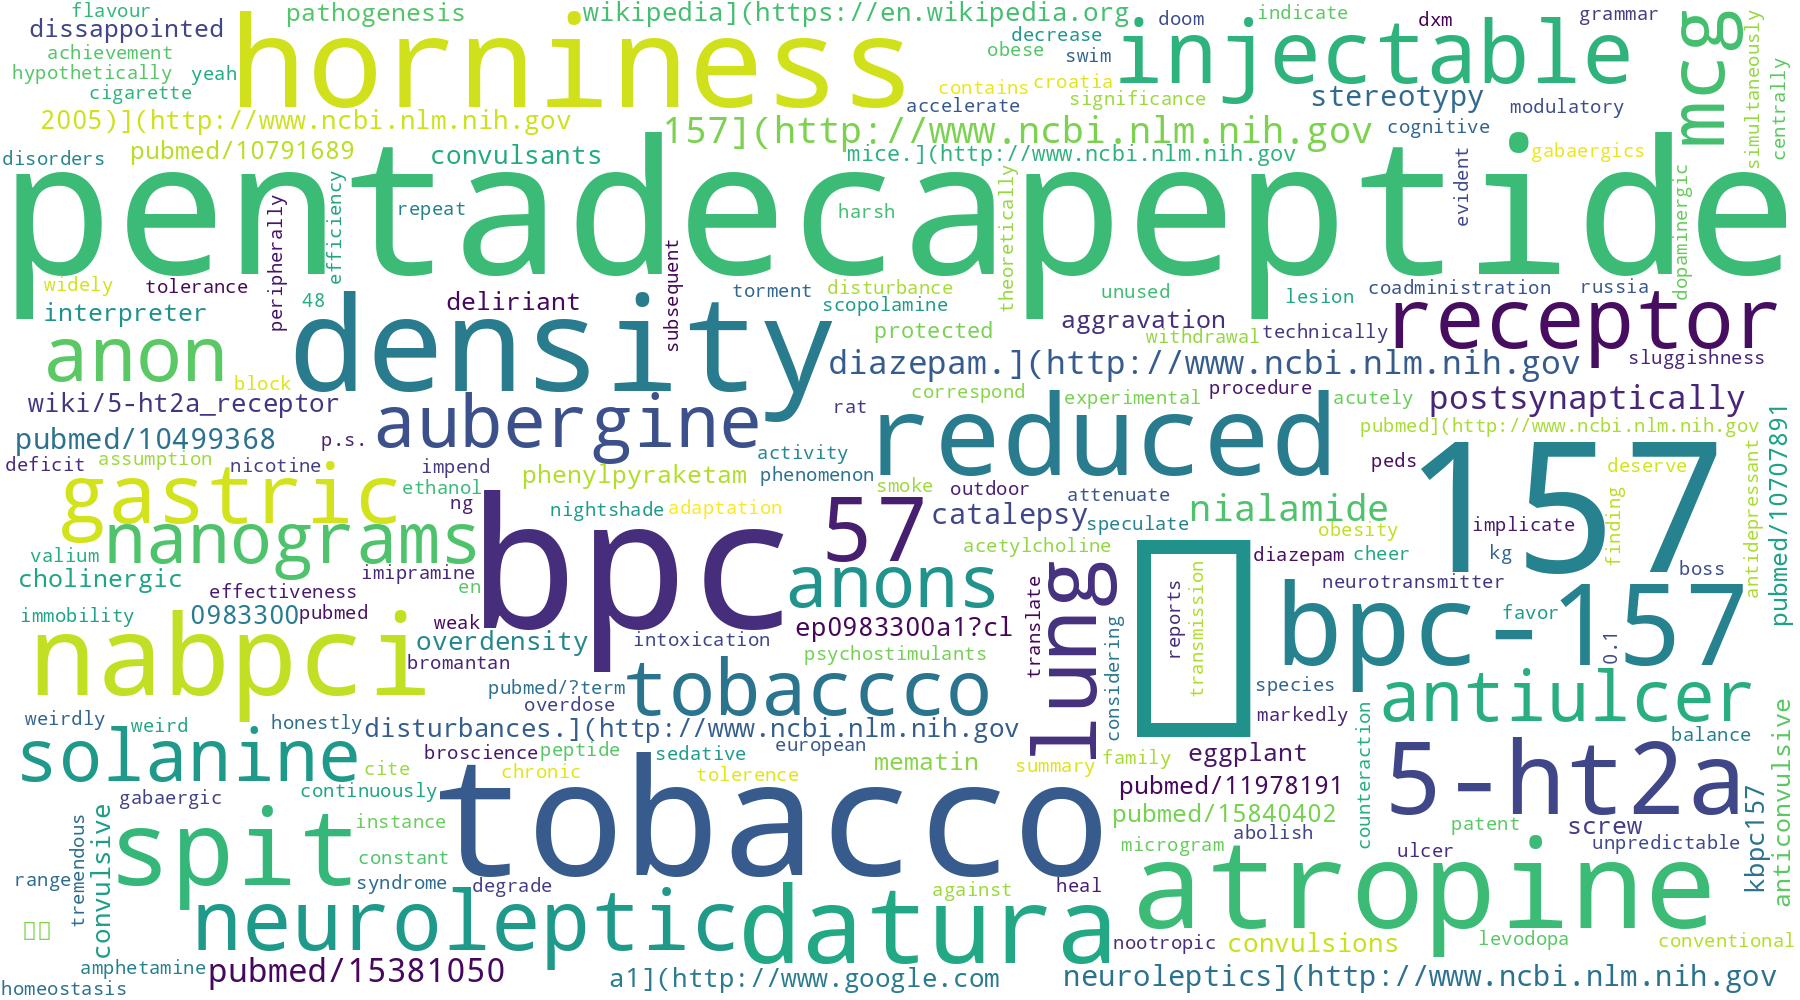 flavour
pathogenesis
wikipedia](https://en.wikipedia.org
doom
indicate
dxm
grammar
dissappointed
horniness
decrease
injectable
mcg
simultaneously
achievement
obese
swim
hypothetically
yeah
contains
croatia
centrally
cigarette
accelerate
significance
stereotypy
modulatory
2005)](http://www.ncbi.nlm.nih.gov
157](http://www.ncbi.nlm.nih.gov
cognitive
disorders
pubmed/10791689
convulsants
mice.](http://www.ncbi.nlm.nih.gov
gabaergics
pentadecapeptide
peripherally
efficiency
repeat
harsh
theoretically
evident
dopaminergic
widely
tolerance
48
deliriant
subsequent
torment
disturbance
scopolamine
unused
lesion
coadministration
russia
interpreter
density
protected
aggravation
withdrawal
technically
receptor
anon
sluggishness
block
diazepam.](http://www.ncbi.nlm.nih.gov
wiki/5-ht2a_receptor
aubergine
rat
correspond
experimental
procedure
acutely
postsynaptically
pubmed/10499368
p.s.
reduced
pubmed](http://www.ncbi.nlm.nih.gov
pubmed/10707891
deficit
assumption
nicotine
impend
activity
phenomenon
peds
157
deserve
antidepressant
gastric
ethanol
phenylpyraketam
smoke
outdoor
attenuate
nialamide
finding
ng
bpc
nightshade
adaptation
57
catalepsy
speculate
obesity
implicate
kg
nanograms
valium
acetylcholine
diazepam
cheer
boss
cholinergic
imipramine
anons
lung
translate
reports
transmission
neurotransmitter
effectiveness
en
bpc-157
favor
immobility
0983300
pubmed
weak
overdensity
intoxication
ep0983300a1?cl
considering
0.1
nabpci
bromantan
psychostimulants
pubmed/?term
overdose
tobaccco
species
antiulcer
markedly
weirdly
weird
honestly
disturbances.](http://www.ncbi.nlm.nih.gov
counteraction
anticonvulsive
solanine
broscience
peptide
sedative
european
family
eggplant
balance
cite
chronic
tolerence
mematin
summary
5-ht2a
gabaergic
continuously
tobacco
pubmed/11978191
kbpc157
convulsive
tremendous
spit
instance
pubmed/15840402
patent
screw
constant
abolish
microgram
ulcer
unpredictable
range
syndrome
degrade
against
heal
atropine
neuroleptic
datura
nootropic
convulsions
levodopa
conventional
amphetamine
pubmed/15381050
a1](http://www.google.com
neuroleptics](http://www.ncbi.nlm.nih.gov
homeostasis